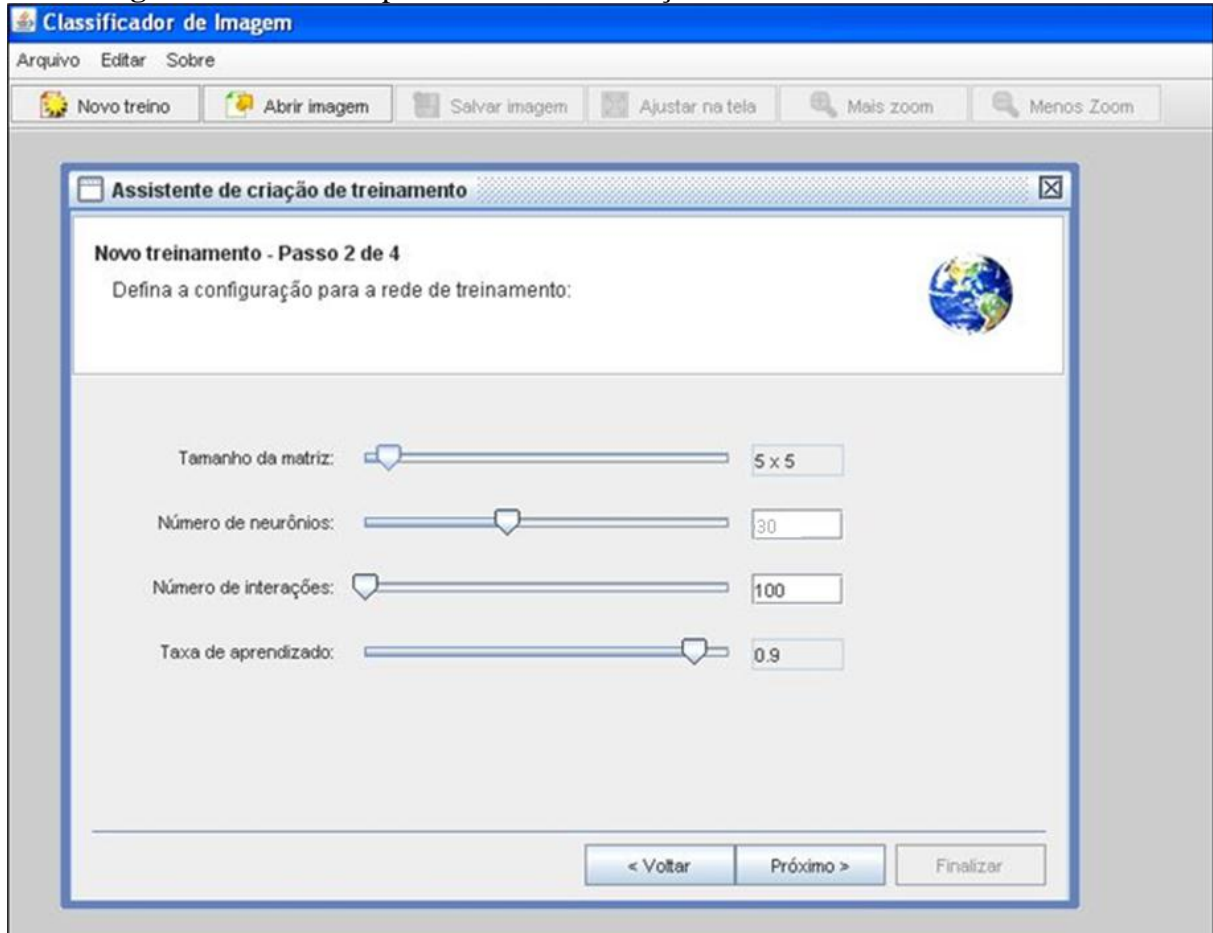 Classificador de Imagem
Arquivo Editar Sobre
Novo treino Abrir imagem Salvar imagem Ajustar na tela Mais zoom Menos Zoom
Assistente de criação de treinamento
Novo treinamento - Passo 2 de 4
Defina a configuração para a rede de treinamento:
Tamanho da matriz: 5 x 5
Número de neurônios: 30
Número de interações: 100
Taxa de aprendizado: 0.9
< Voltar Próximo > Finalizar